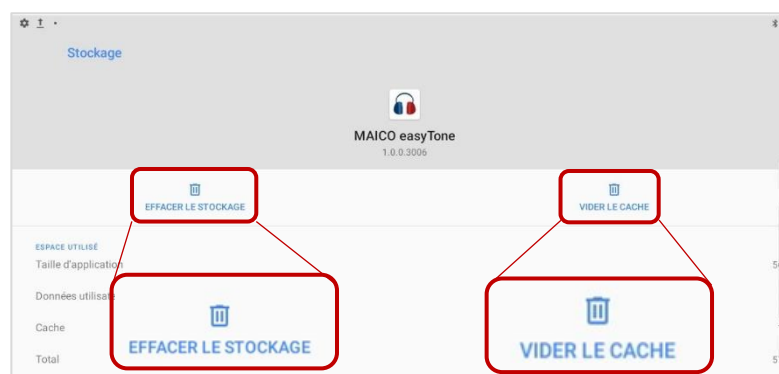 Stockage
MAICO easyTone
1.0.0.3006
EFFACER LE STOCKAGE
VIDER LE CACHE
ESPACE UTILISÉ
Taille d'application
Données utilisate
Cache
Total
EFFACER LE STOCKAGE
VIDER LE CACHE